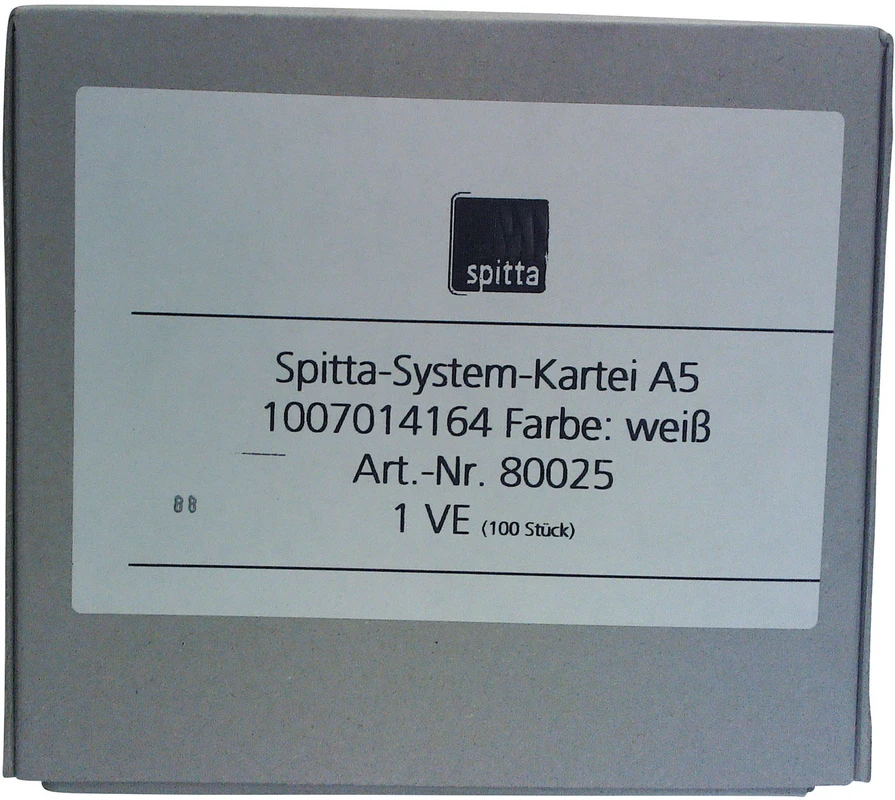 spitta
Spitta-System-Kartei A5
1007014164 Farbe: weiß
Art.-Nr. 80025
88
1 VE (100 Stück)